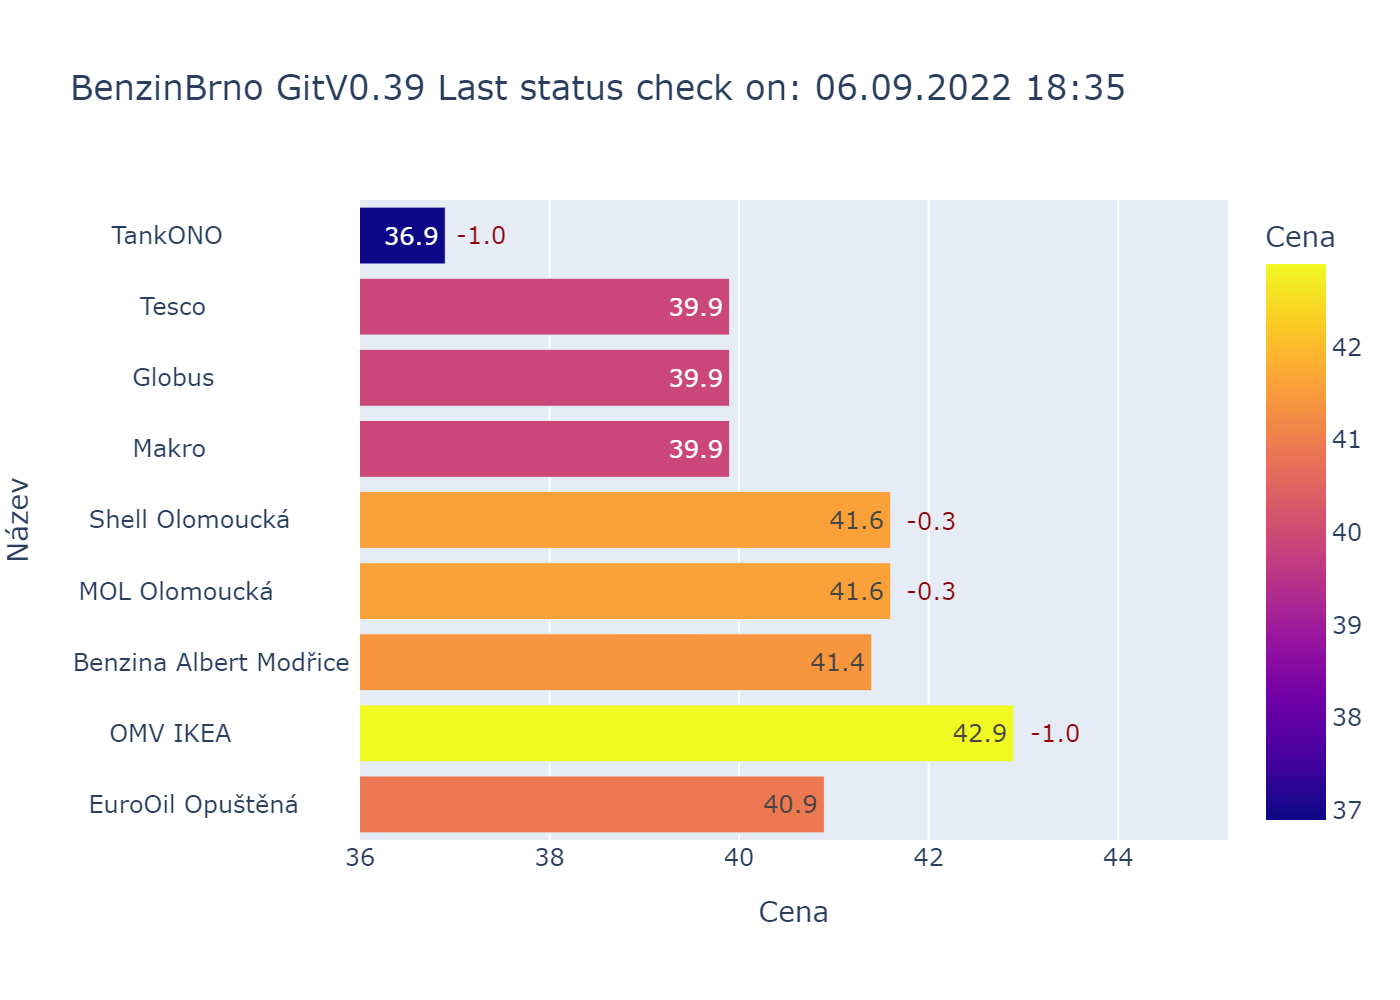 BenzinBrno GitV0.39 Last status check on: 06.09.2022 18:35
TankONO 36.9 -1.0
Tesco 39.9
Globus 39.9
Makro 39.9
Shell Olomoucká 41.6 -0.3
MOL Olomoucká 41.6 -0.3
Benzina Albert Modřice 41.4
OMV IKEA 42.9 -1.0
EuroOil Opuštěná 40.9
Název
36 38 40 42 44
Cena
Cena
42
41
40
39
38
37